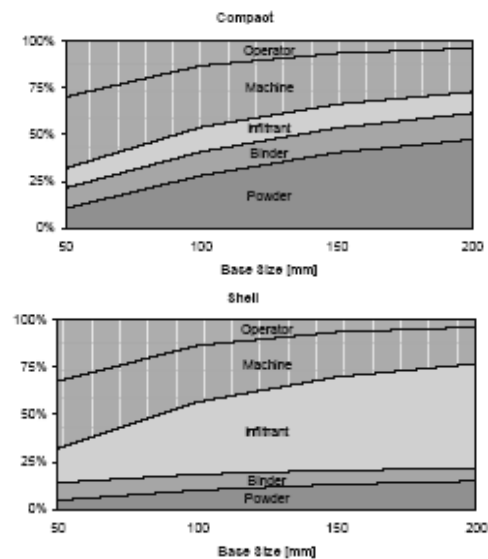 Compact
100%
75%
50%
25%
0%
Operator
Machine
Infiltrant
Binder
Powder
50 100 150 200
Base Size [mm]
Shell
100%
75%
50%
25%
0%
Operator
Machine
Infiltrant
Binder
Powder
50 100 150 200
Base Size [mm]